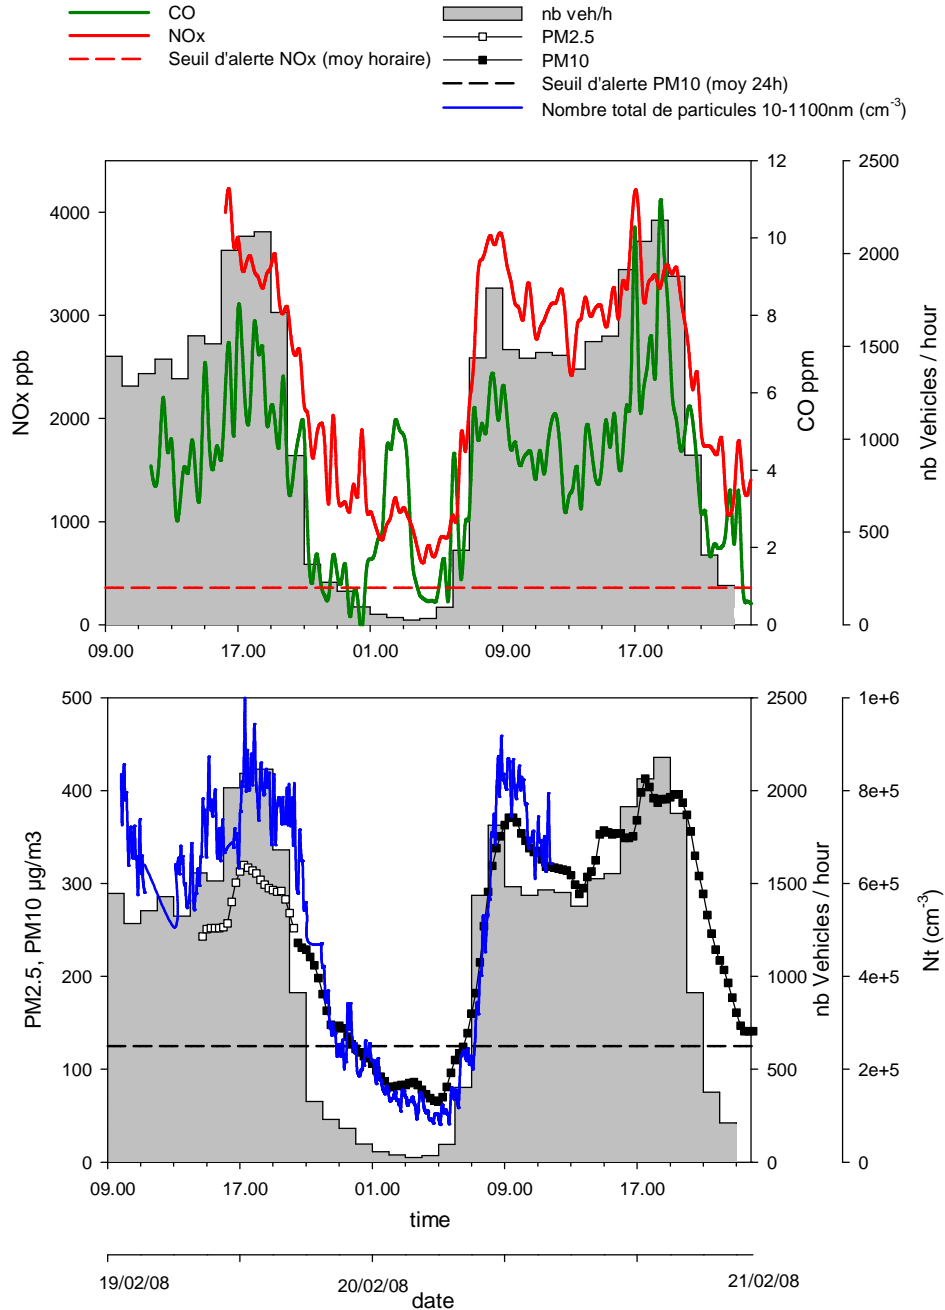 CO
NOx
Seuil d'alerte NOx (moy horaire)
nb veh/h
PM2.5
PM10
Seuil d'alerte PM10 (moy 24h)
Nombre total de particules 10-1100nm (cm-3)
NOx ppb
4000
3000
2000
1000
0
12
10
8
6
4
2
0
CO ppm
2500
2000
1500
1000
500
0
nb Vehicles / hour
09.00 17.00 01.00 09.00 17.00
PM2.5, PM10 µg/m3
500
400
300
200
100
0
2500
2000
1500
1000
500
0
nb Vehicles / hour
1e+6
8e+5
6e+5
4e+5
2e+5
0
Nt (cm-3)
09.00 17.00 01.00 09.00 17.00
time
19/02/08 20/02/08 21/02/08
date